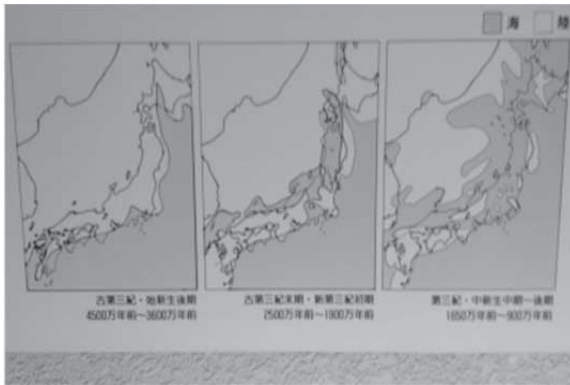 海 陸
古第三紀・始新生後期
4500万年前～3600万年前
古第三紀末期・新第三紀初期
2500万年前～1900万年前
第三紀・中新生中期～後期
1650万年前～900万年前